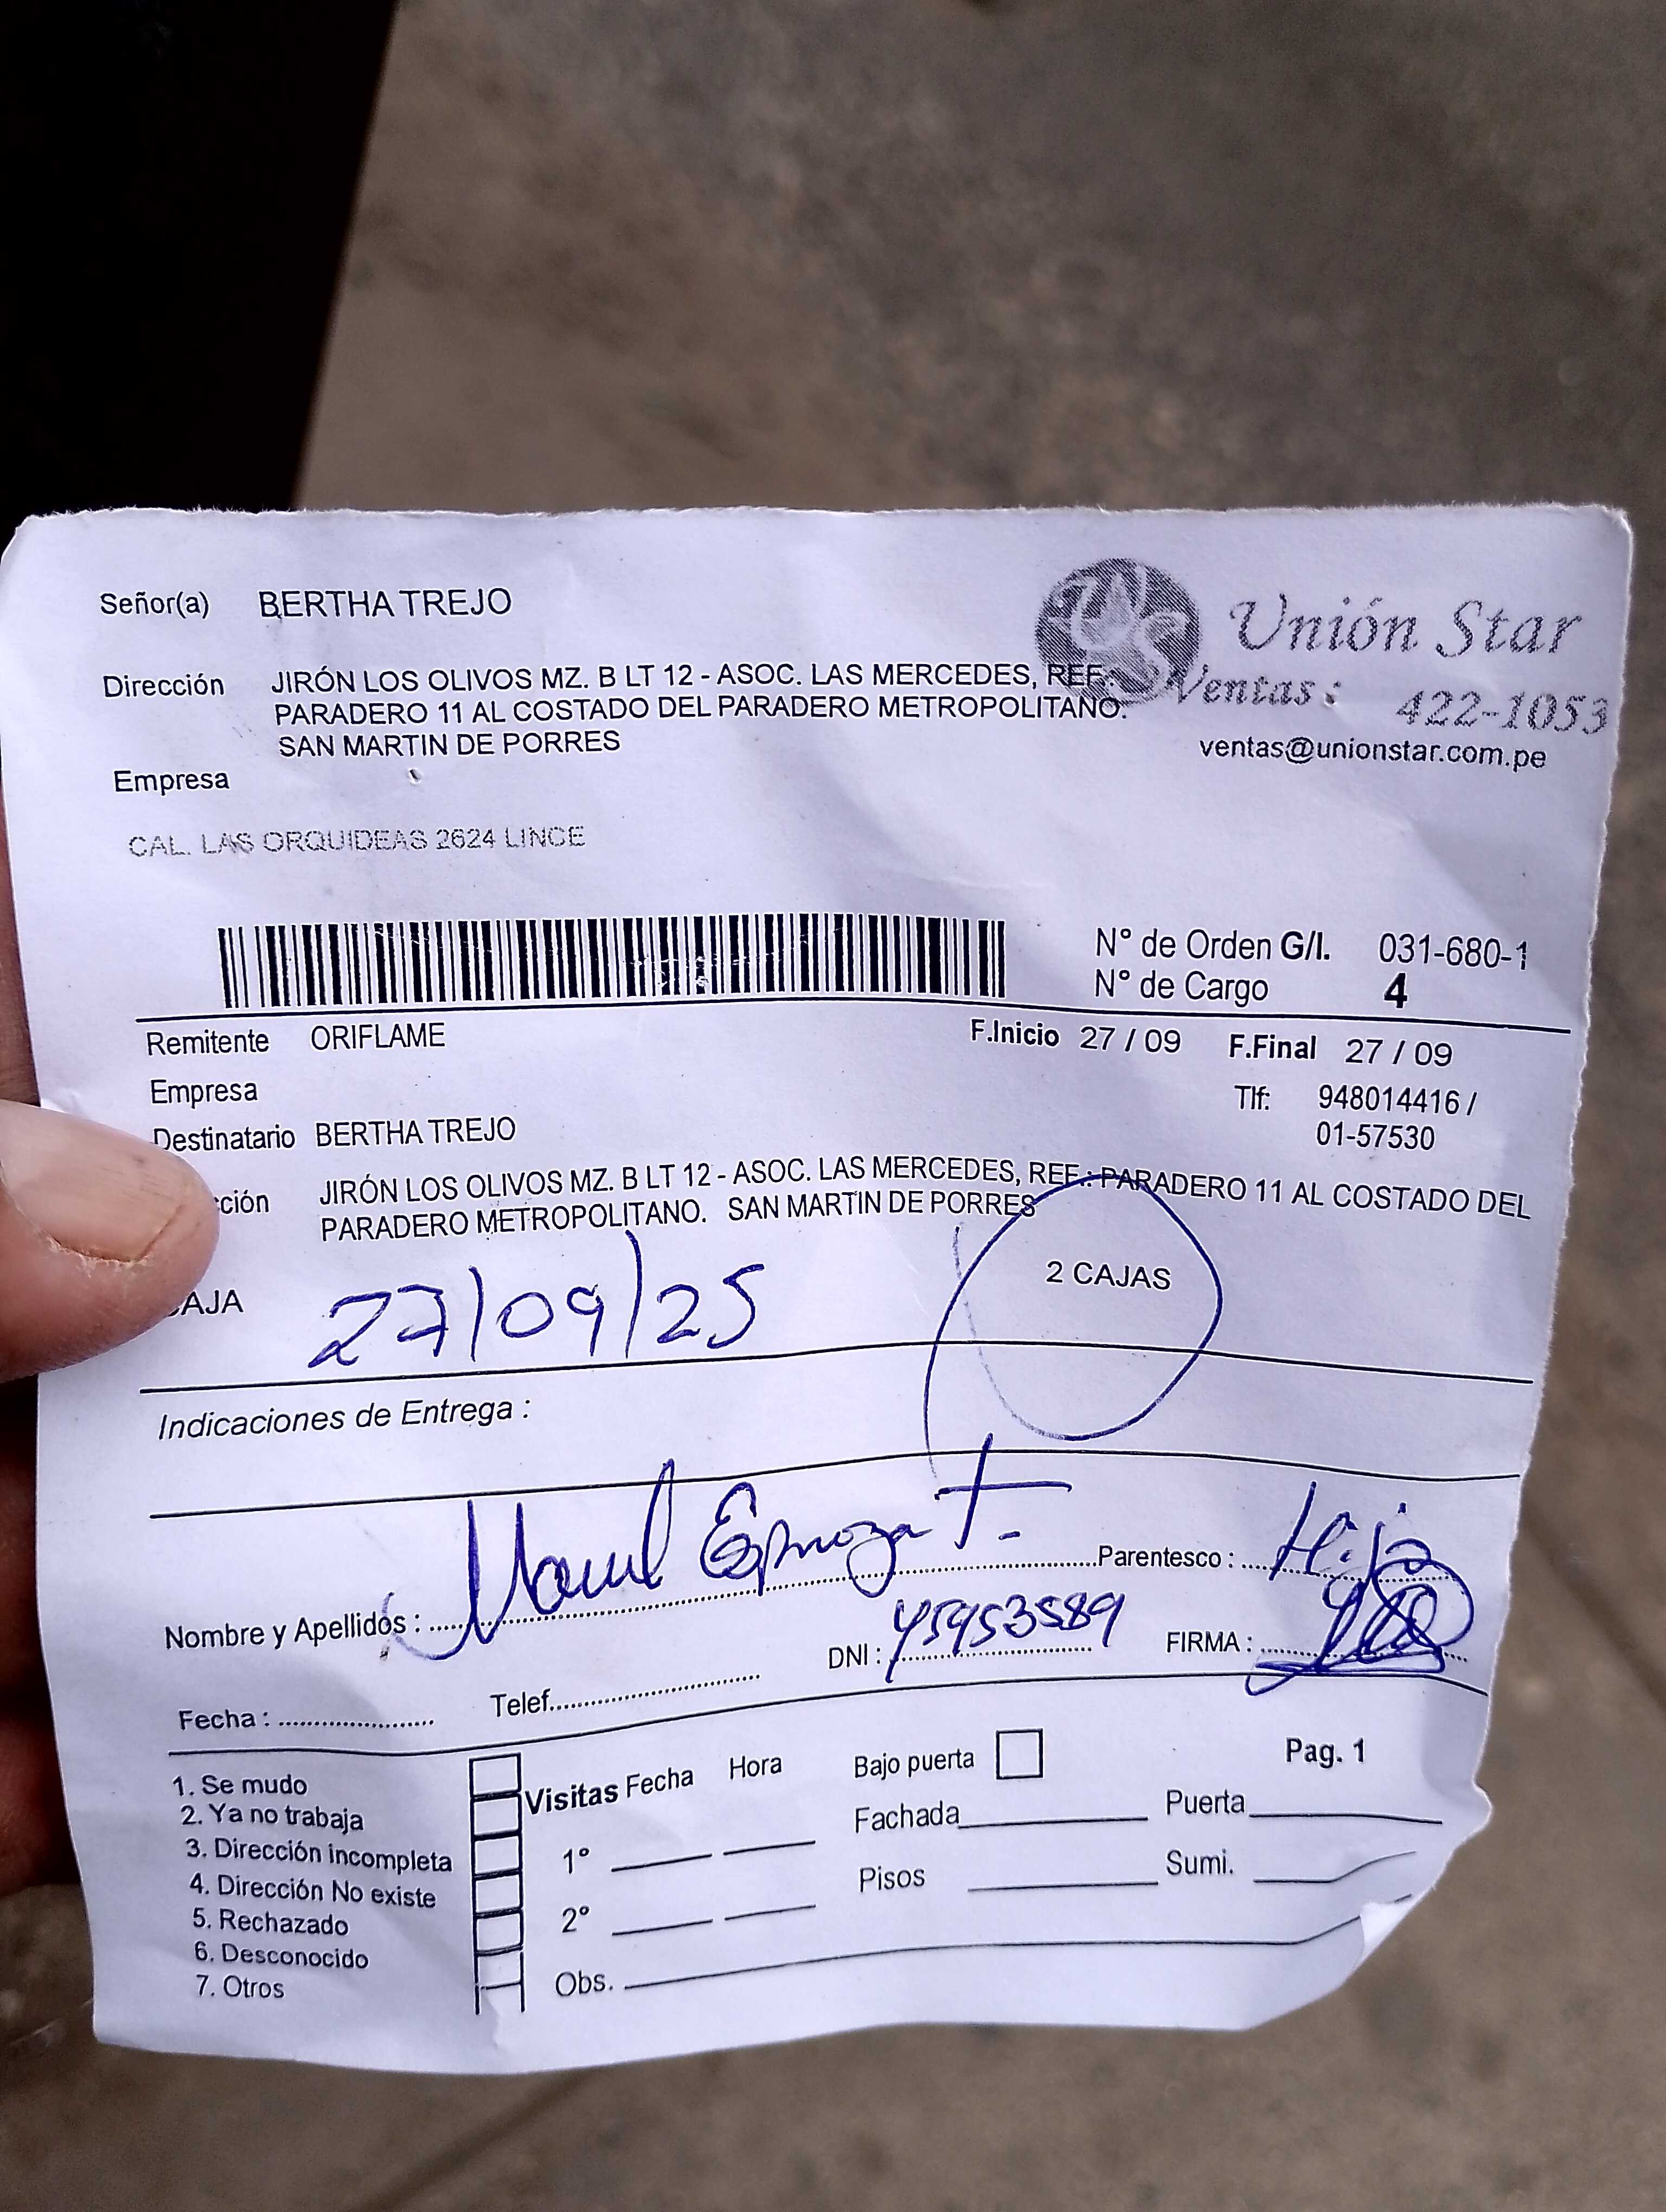 Señor(a) BERTHA TREJO
Unión Star
Dirección JIRÓN LOS OLIVOS MZ. B LT 12 - ASOC. LAS MERCEDES, REF.:
PARADERO 11 AL COSTADO DEL PARADERO METROPOLITANO.
SAN MARTIN DE PORRES
Ventas: 422-1053
ventas@unionstar.com.pe
Empresa
CAL. LAS ORQUIDEAS 2624 LINCE
N° de Orden G/I. 031-680-1
N° de Cargo 4
Remitente ORIFLAME F.Inicio 27 / 09 F.Final 27 / 09
Empresa Tlf: 948014416 /
01-57530
Destinatario BERTHA TREJO
cción JIRÓN LOS OLIVOS MZ. B LT 12 - ASOC. LAS MERCEDES, REF.: PARADERO 11 AL COSTADO DEL
PARADERO METROPOLITANO. SAN MARTIN DE PORRES
AJA 27/09/25 2 CAJAS
Indicaciones de Entrega :
Nombre y Apellidos : Manuel Espinoza T. Parentesco : Hijo
DNI : 45953589 FIRMA :
Fecha : Telef.
1. Se mudo
2. Ya no trabaja
3. Dirección incompleta
4. Dirección No existe
5. Rechazado
6. Desconocido
7. Otros
Visitas Fecha Hora
1°
2°
Obs.
Bajo puerta Pag. 1
Fachada Puerta
Pisos Sumi.